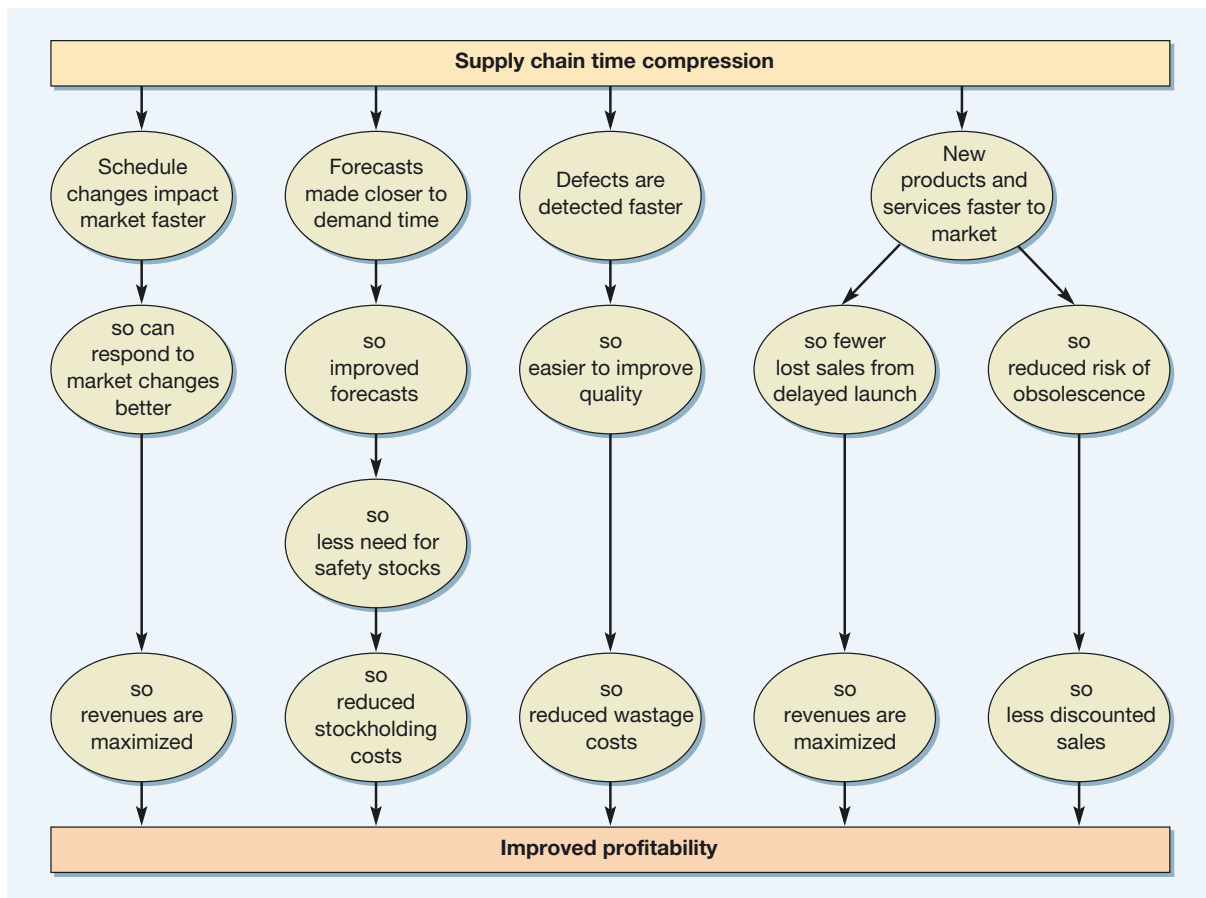 Supply chain time compression
Schedule
changes impact
market faster
Forecasts
made closer to
demand time
Defects are
detected faster
New
products and
services faster to
market
so can
respond to
market changes
better
so
improved
forecasts
so
easier to improve
quality
so fewer
lost sales from
delayed launch
so
reduced risk of
obsolescence
so
less need for
safety stocks
so
revenues are
maximized
so
reduced
stockholding
costs
so
reduced wastage
costs
so
revenues are
maximized
so
less discounted
sales
Improved profitability